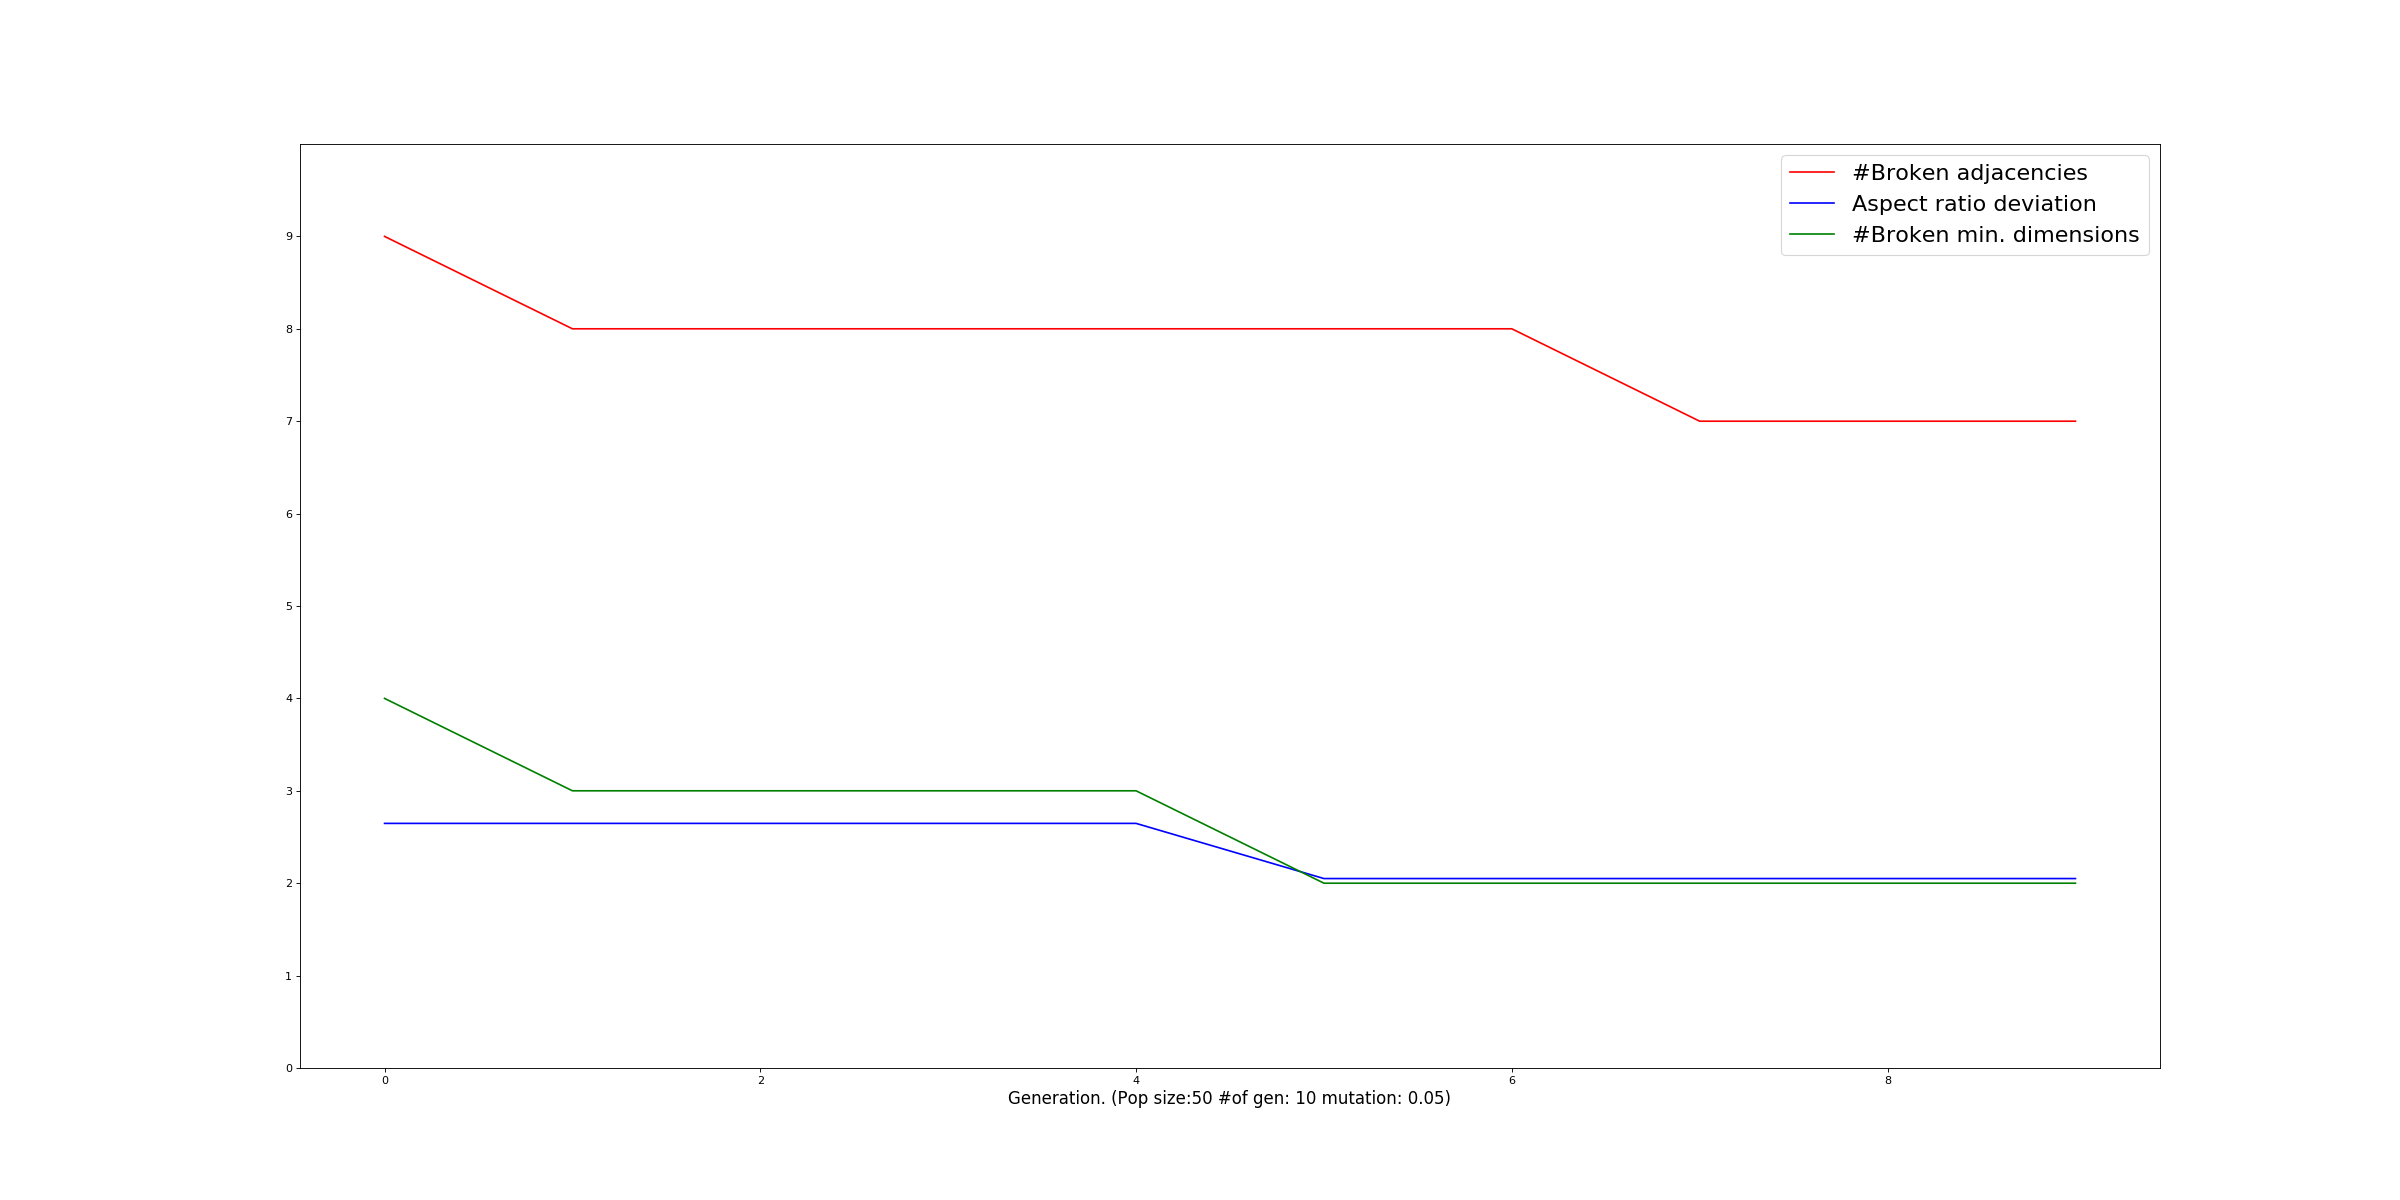 #Broken adjacencies
Aspect ratio deviation
#Broken min. dimensions
9
8
7
6
5
4
3
2
1
0
0 2 4 6 8
Generation. (Pop size:50 #of gen: 10 mutation: 0.05)